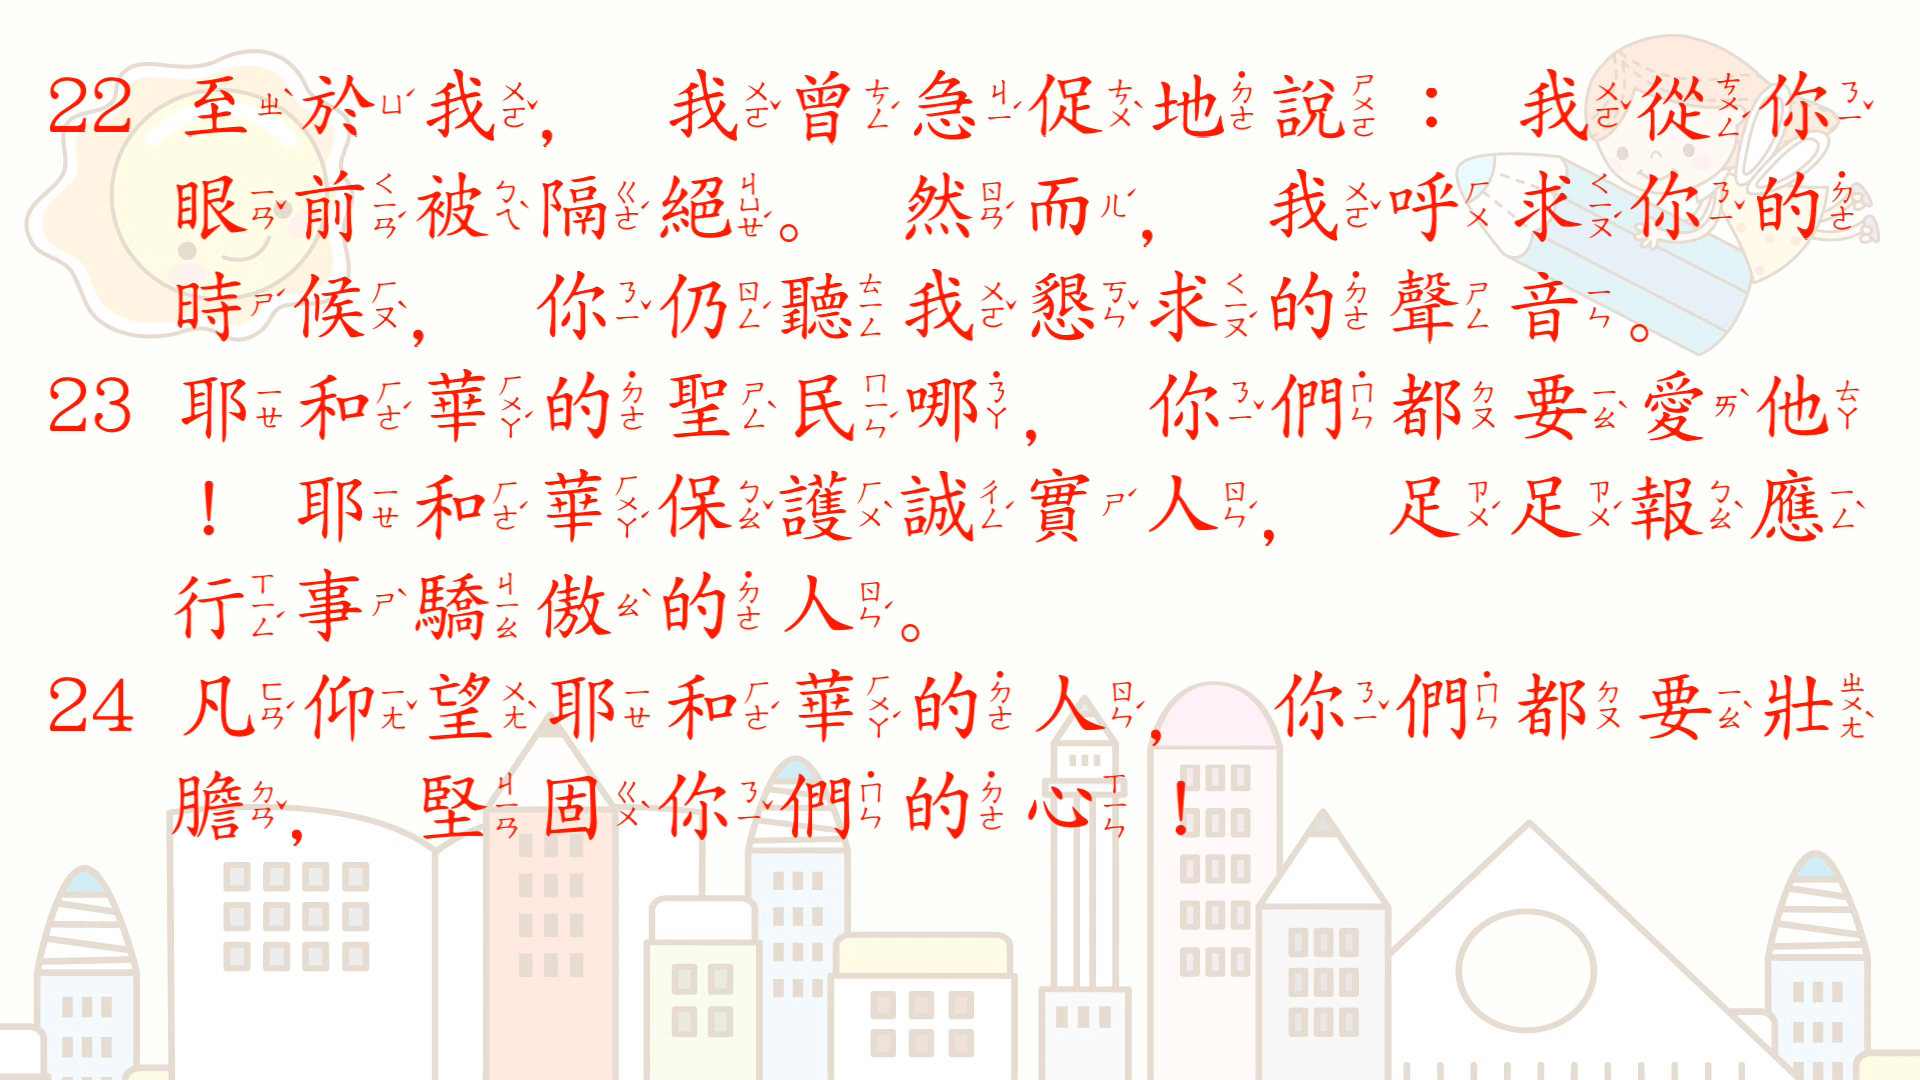 22 至於我，我曾急促地說：我從你
眼前被隔絕。然而，我呼求你的
時候，你仍聽我懇求的聲音。
23 耶和華的聖民哪，你們都要愛他
！耶和華保護誠實人，足足報應
行事驕傲的人。
24 凡仰望耶和華的人，你們都要壯
膽，堅固你們的心！